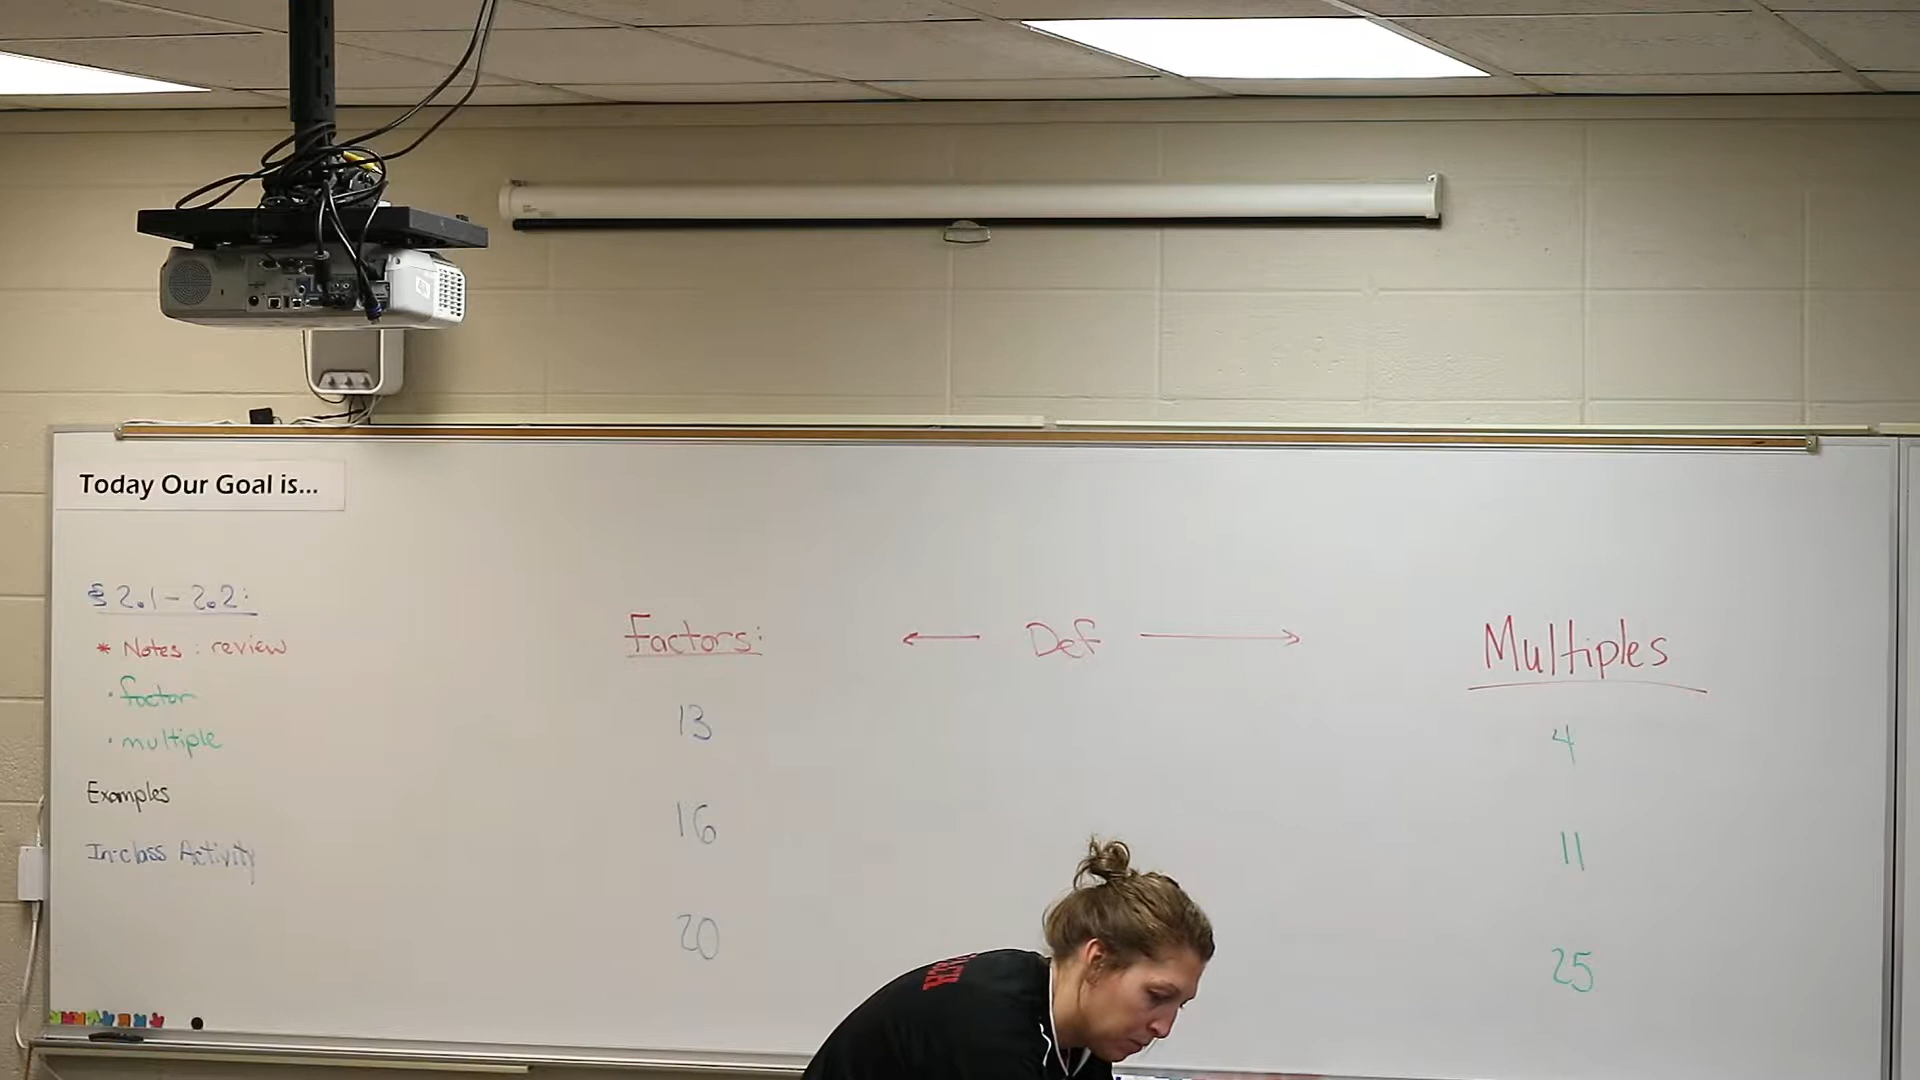 Today Our Goal is...
§ 2.1 - 2.2:
* Notes: review
· factor
· multiple
Examples
In-class Activity
Factors:
13
16
20
← Def →
Multiples
4
11
25